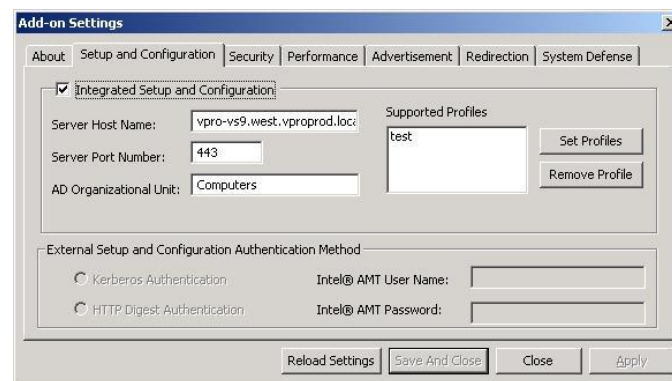 Add-on Settings
About
Setup and Configuration
Security
Performance
Advertisement
Redirection
System Defense
Integrated Setup and Configuration
Server Host Name:
vpro-vs9.west.vproprod.loca
Server Port Number:
443
AD Organizational Unit:
Computers
Supported Profiles
test
Set Profiles
Remove Profile
External Setup and Configuration Authentication Method
Kerberos Authentication
HTTP Digest Authentication
Intel® AMT User Name:
Intel® AMT Password:
Reload Settings
Save And Close
Close
Apply